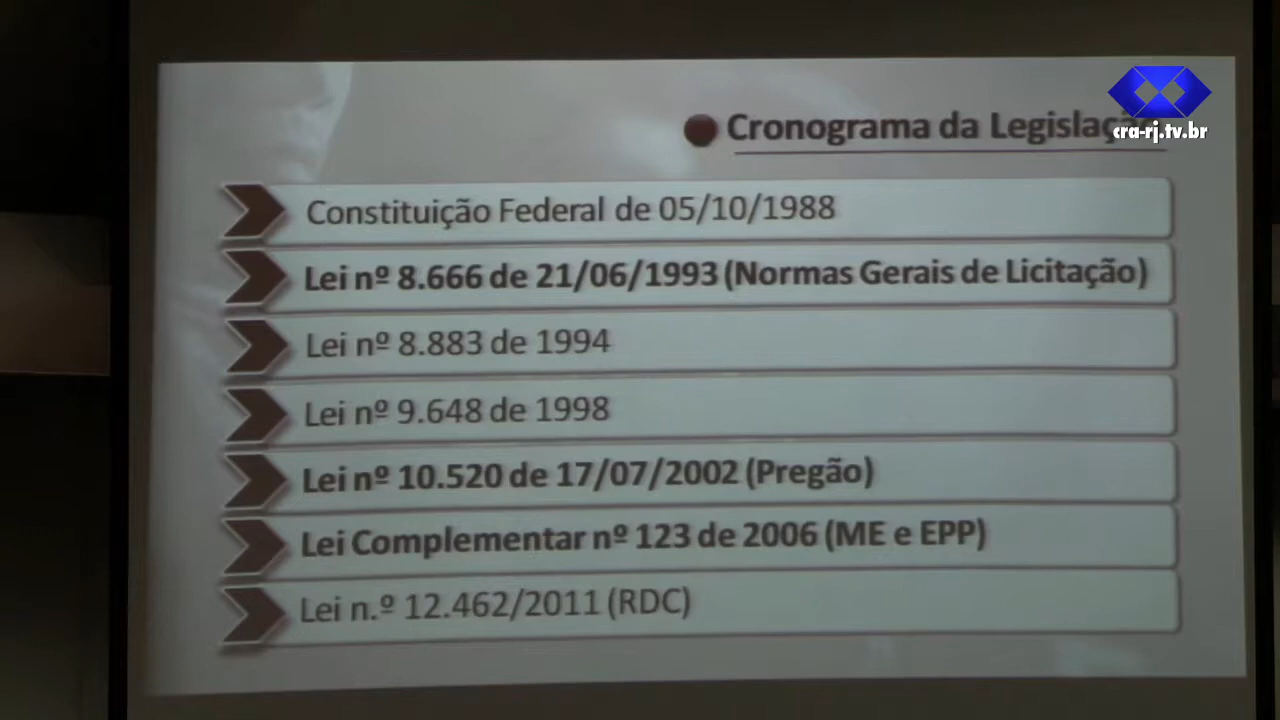 Cronograma da Legislação
cra-rj.tv.br
Constituição Federal de 05/10/1988
Lei nº 8.666 de 21/06/1993 (Normas Gerais de Licitação)
Lei nº 8.883 de 1994
Lei nº 9.648 de 1998
Lei nº 10.520 de 17/07/2002 (Pregão)
Lei Complementar nº 123 de 2006 (ME e EPP)
Lei n.º 12.462/2011 (RDC)